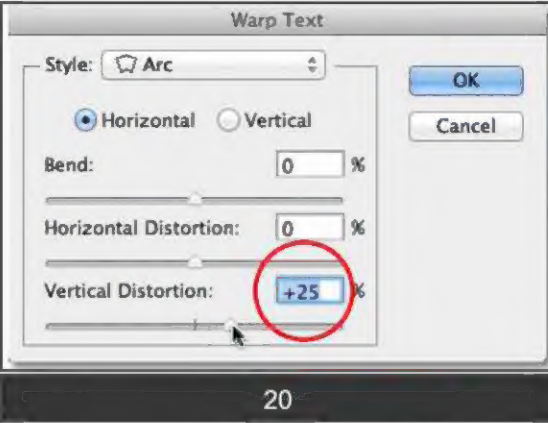 Warp Text
Style: Arc
OK
Horizontal Vertical
Cancel
Bend: 0 %
Horizontal Distortion: 0 %
Vertical Distortion: +25 %
20